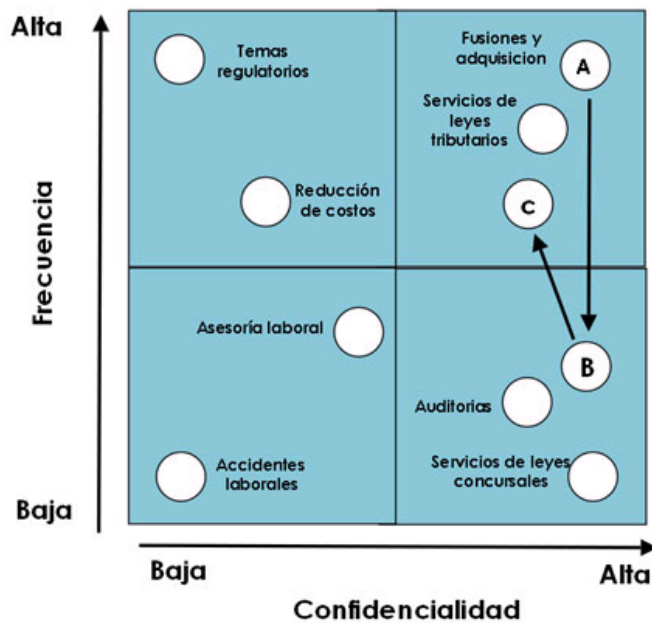 Alta
Temas
regulatorios
Fusiones y
adquisicion
A
Servicios de
leyes
tributarios
Reducción
de costos
C
Frecuencia
Asesoría laboral
B
Auditorias
Accidentes
laborales
Servicios de leyes
concursales
Baja
Baja
Alta
Confidencialidad